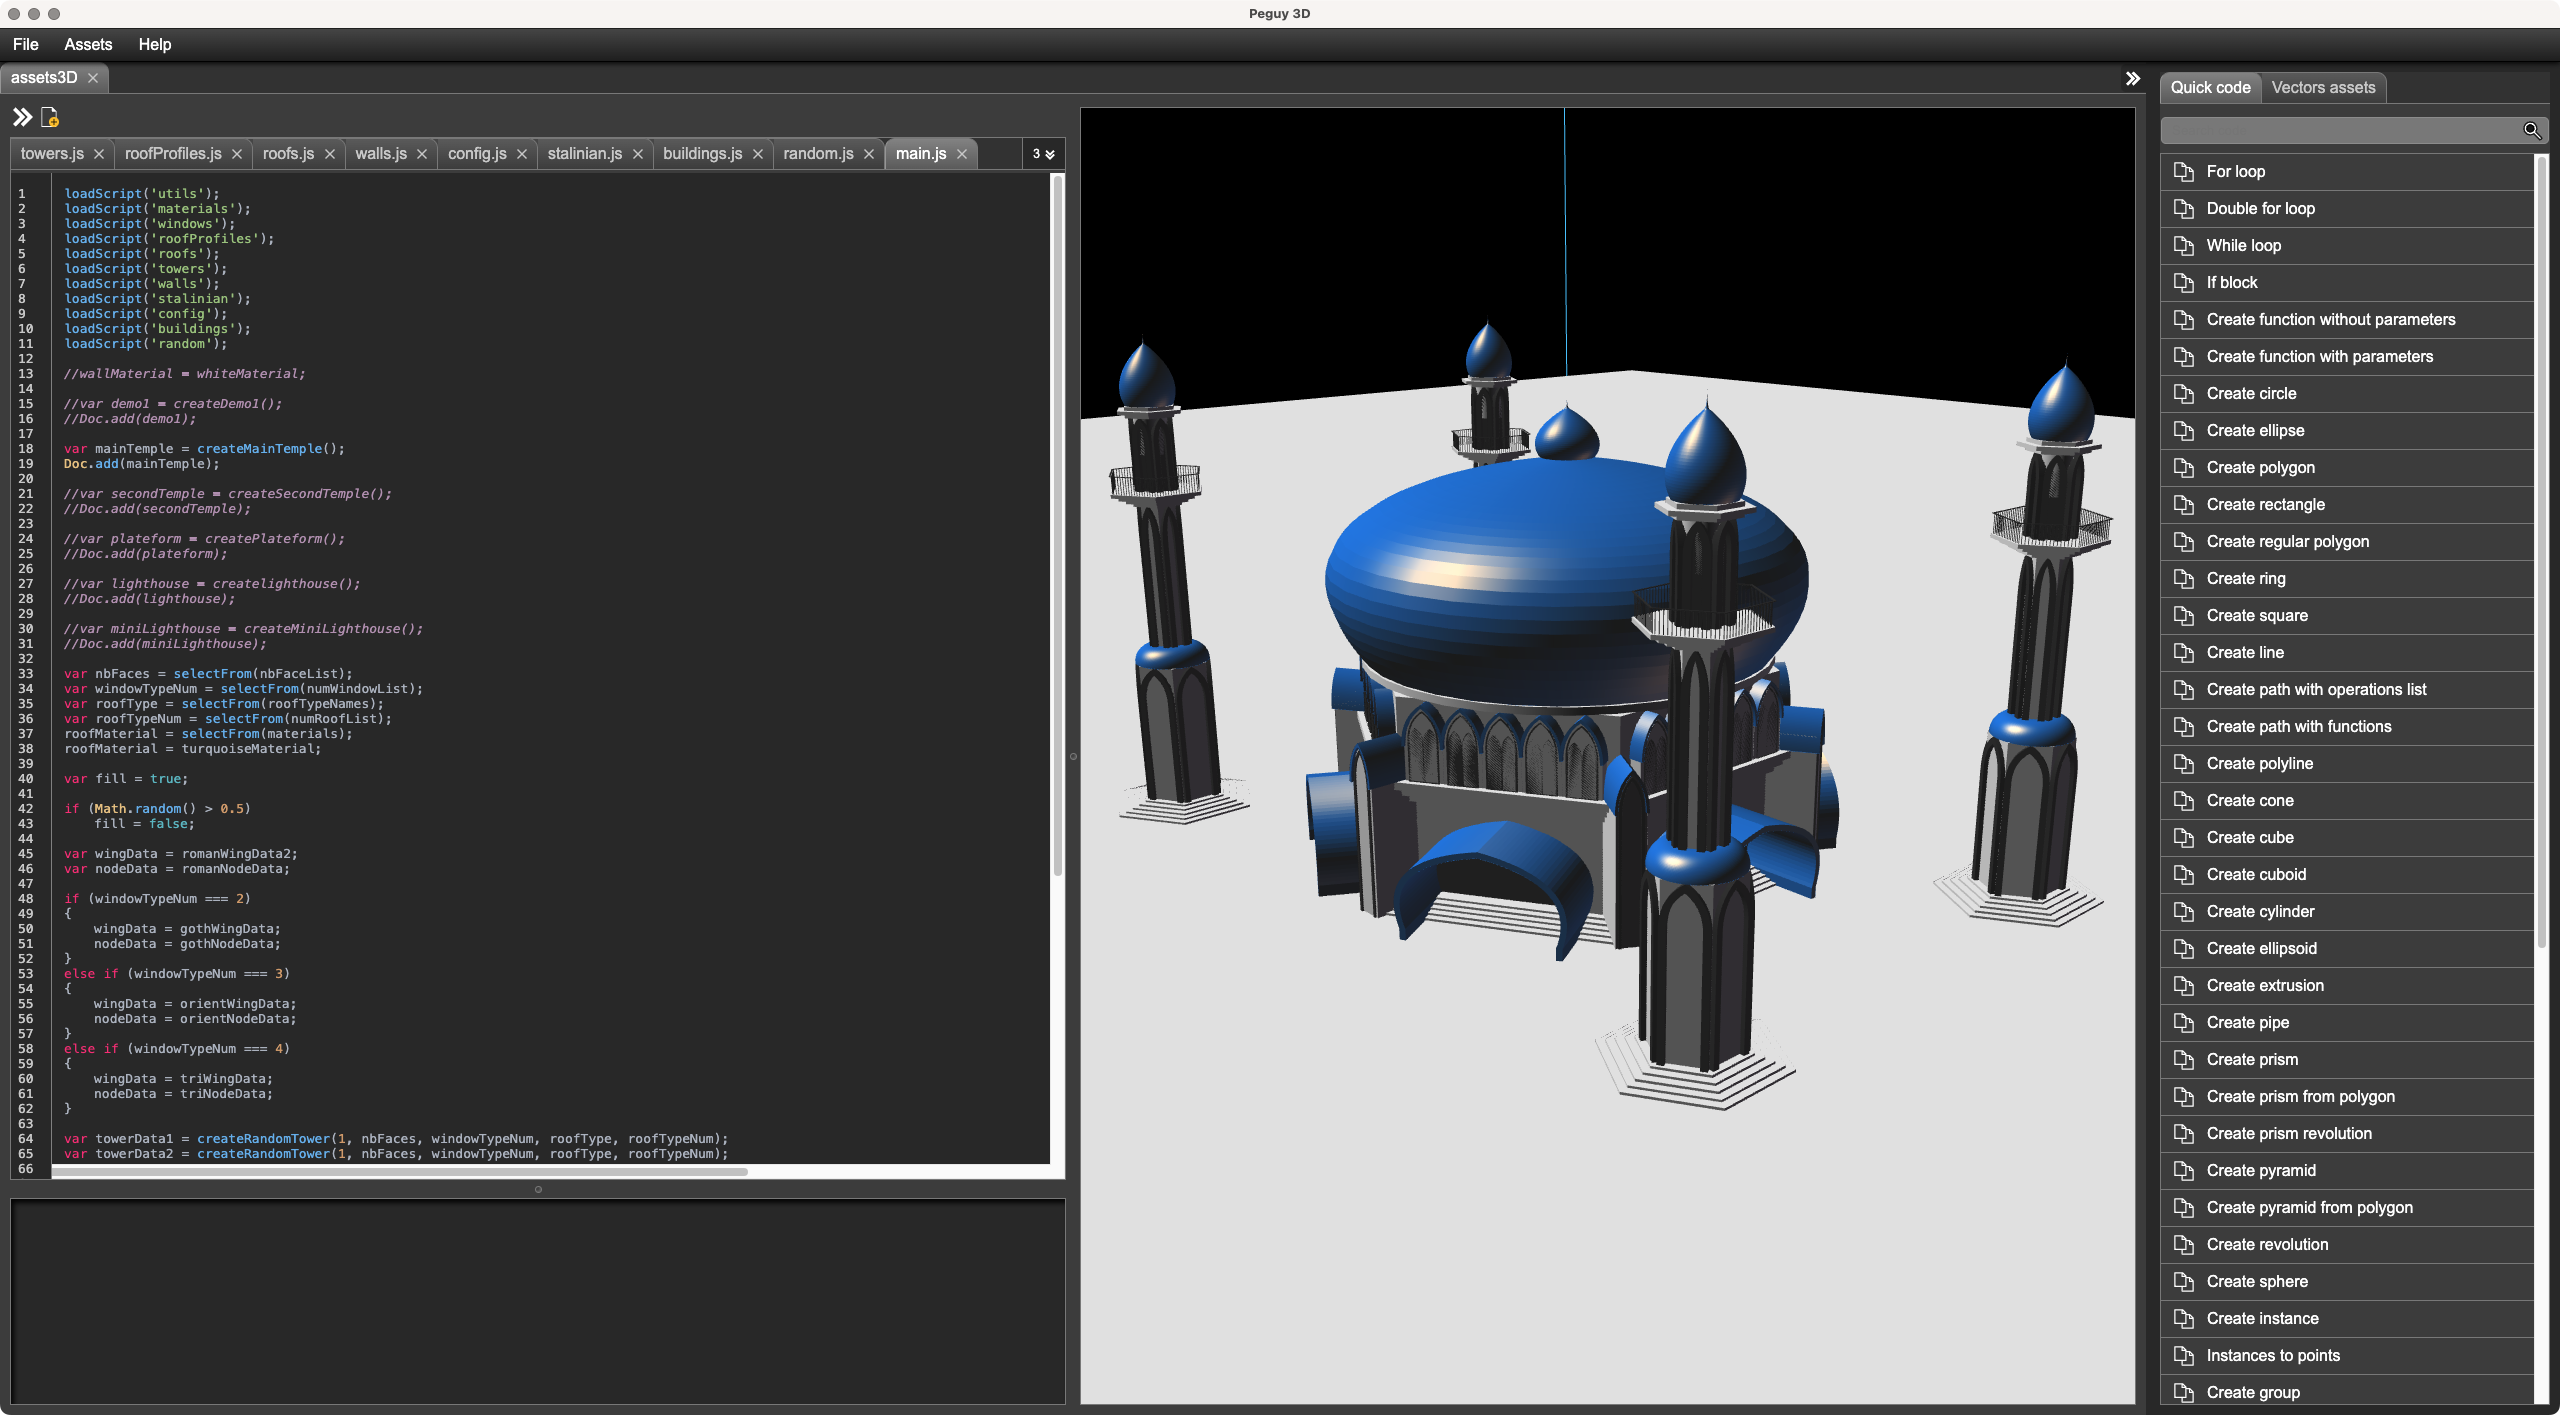 Peguy 3D
File Assets Help
assets3D
towers.js roofProfiles.js roofs.js walls.js config.js stalinian.js buildings.js random.js main.js 3
1 loadScript('utils');
2 loadScript('materials');
3 loadScript('windows');
4 loadScript('roofProfiles');
5 loadScript('roofs');
6 loadScript('towers');
7 loadScript('walls');
8 loadScript('stalinian');
9 loadScript('config');
10 loadScript('buildings');
11 loadScript('random');
12
13 //wallMaterial = whiteMaterial;
14
15 //var demo1 = createDemo1();
16 //Doc.add(demo1);
17
18 var mainTemple = createMainTemple();
19 Doc.add(mainTemple);
20
21 //var secondTemple = createSecondTemple();
22 //Doc.add(secondTemple);
23
24 //var plateform = createPlateform();
25 //Doc.add(plateform);
26
27 //var lighthouse = createlighthouse();
28 //Doc.add(lighthouse);
29
30 //var miniLighthouse = createMiniLighthouse();
31 //Doc.add(miniLighthouse);
32
33 var nbFaces = selectFrom(nbFaceList);
34 var windowTypeNum = selectFrom(numWindowList);
35 var roofType = selectFrom(roofTypeNames);
36 var roofTypeNum = selectFrom(numRoofList);
37 roofMaterial = selectFrom(materials);
38 roofMaterial = turquoiseMaterial;
39
40 var fill = true;
41
42 if (Math.random() > 0.5)
43 fill = false;
44
45 var wingData = romanWingData2;
46 var nodeData = romanNodeData;
47
48 if (windowTypeNum === 2)
49 {
50 wingData = gothWingData;
51 nodeData = gothNodeData;
52 }
53 else if (windowTypeNum === 3)
54 {
55 wingData = orientWingData;
56 nodeData = orientNodeData;
57 }
58 else if (windowTypeNum === 4)
59 {
60 wingData = triWingData;
61 nodeData = triNodeData;
62 }
63
64 var towerData1 = createRandomTower(1, nbFaces, windowTypeNum, roofType, roofTypeNum);
65 var towerData2 = createRandomTower(1, nbFaces, windowTypeNum, roofType, roofTypeNum);
66
Quick code Vectors assets
For loop
Double for loop
While loop
If block
Create function without parameters
Create function with parameters
Create circle
Create ellipse
Create polygon
Create rectangle
Create regular polygon
Create ring
Create square
Create line
Create path with operations list
Create path with functions
Create polyline
Create cone
Create cube
Create cuboid
Create cylinder
Create ellipsoid
Create extrusion
Create pipe
Create prism
Create prism from polygon
Create prism revolution
Create pyramid
Create pyramid from polygon
Create revolution
Create sphere
Create instance
Instances to points
Create group